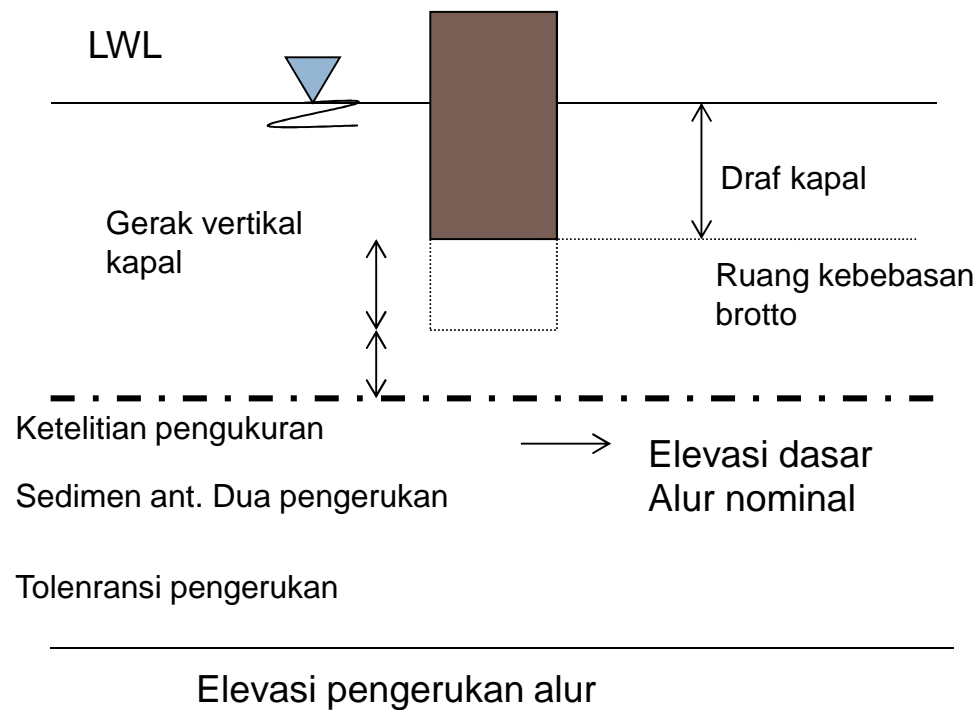 LWL
Draf kapal
Gerak vertikal
kapal
Ruang kebebasan
brotto
Ketelitian pengukuran
Elevasi dasar
Alur nominal
Sedimen ant. Dua pengerukan
Tolenransi pengerukan
Elevasi pengerukan alur